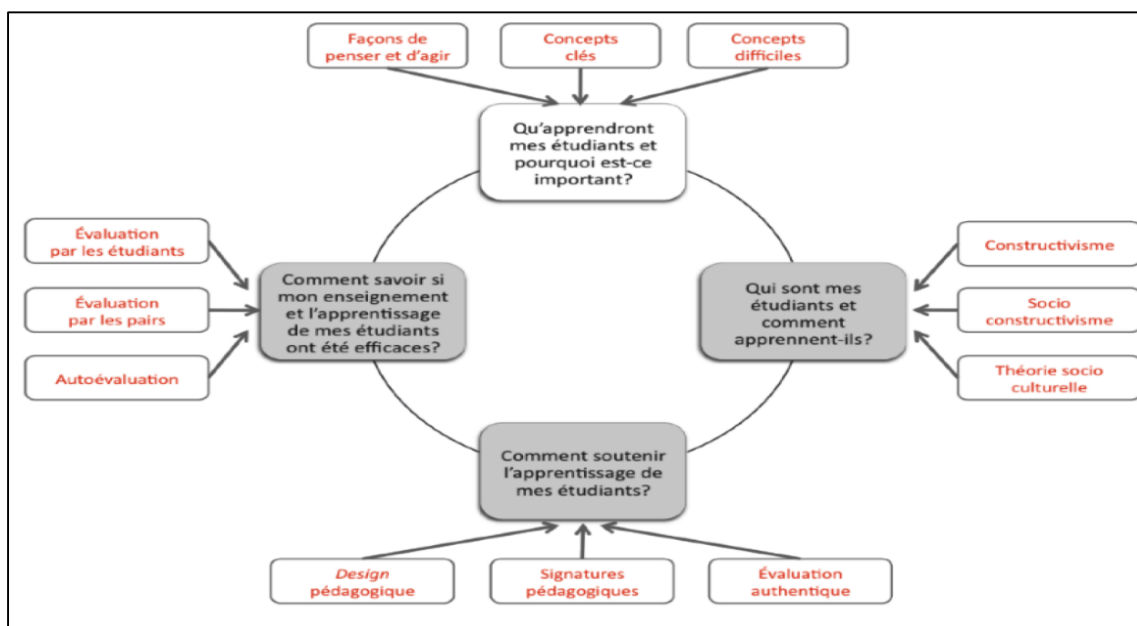 Façons de
penser et d'agir
Concepts
clés
Concepts
difficiles
Qu'apprendront
mes étudiants et
pourquoi est-ce
important?
Évaluation
par les étudiants
Évaluation
par les pairs
Autoévaluation
Comment savoir si
mon enseignement
et l'apprentissage
de mes étudiants
ont été efficaces?
Qui sont mes
étudiants et
comment
apprennent-ils?
Constructivisme
Socio
constructivisme
Théorie socio
culturelle
Comment soutenir
l'apprentissage de
mes étudiants?
Design
pédagogique
Signatures
pédagogiques
Évaluation
authentique